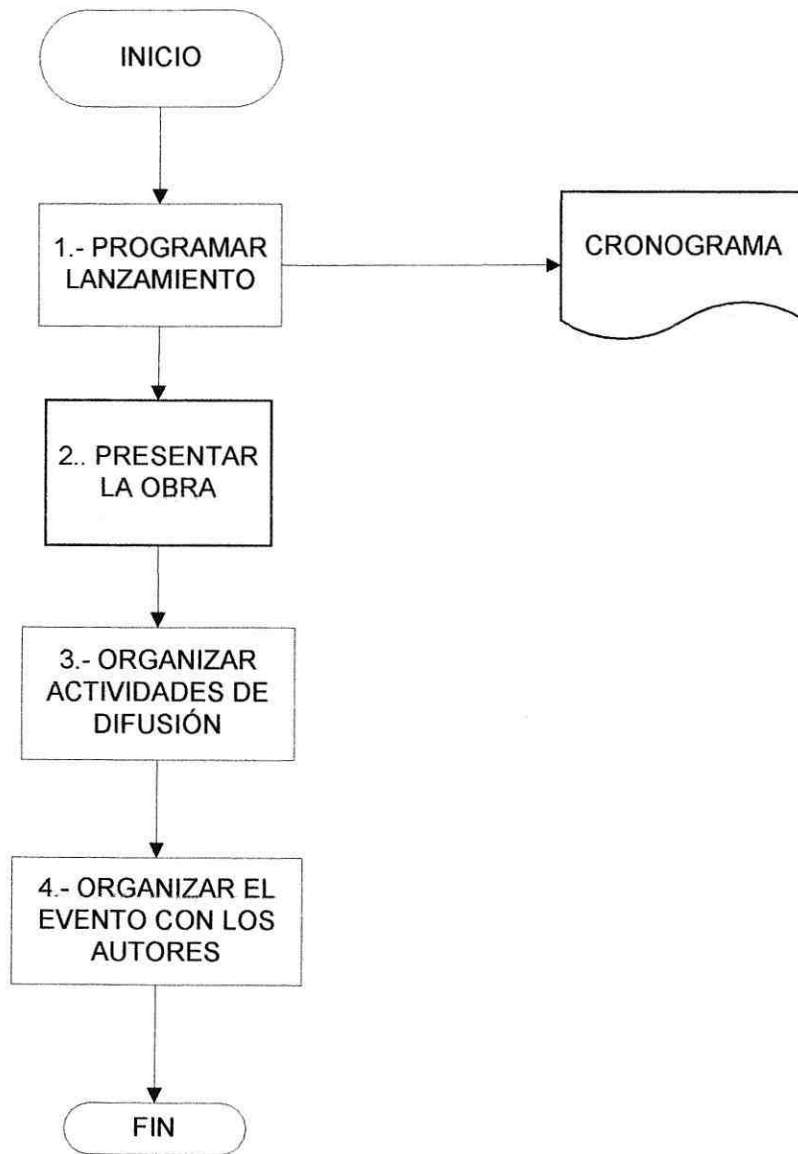 INICIO
1.- PROGRAMAR
LANZAMIENTO
CRONOGRAMA
2.. PRESENTAR
LA OBRA
3.- ORGANIZAR
ACTIVIDADES DE
DIFUSIÓN
4.- ORGANIZAR EL
EVENTO CON LOS
AUTORES
FIN